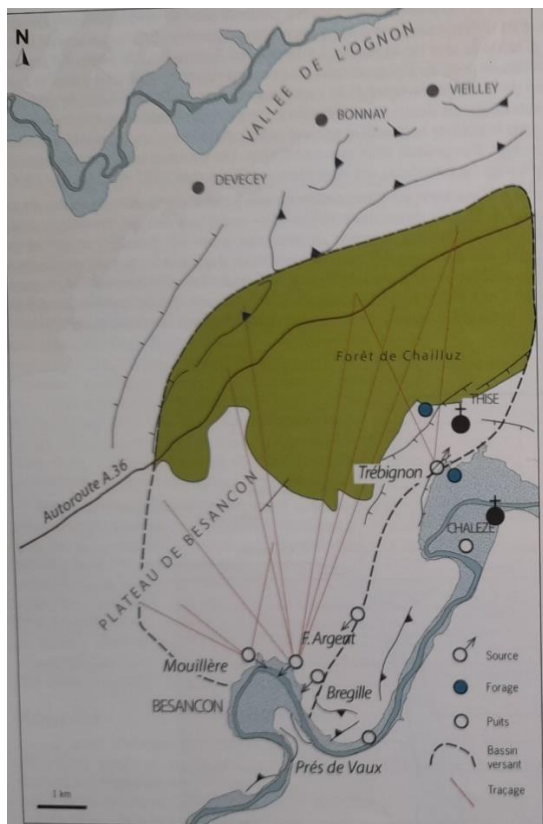 N
VALLEE DE L'OGNON
VIEILLEY
BONNAY
DEVECEY
Forêt de Chailluz
THISE
Autoroute A.36
Trébignon
PLATEAU DE BESANCON
CHALEZE
F. Argent
Mouillère
Bregille
BESANCON
Prés de Vaux
1 km
Source
Forage
Puits
Bassin
versant
Traçage